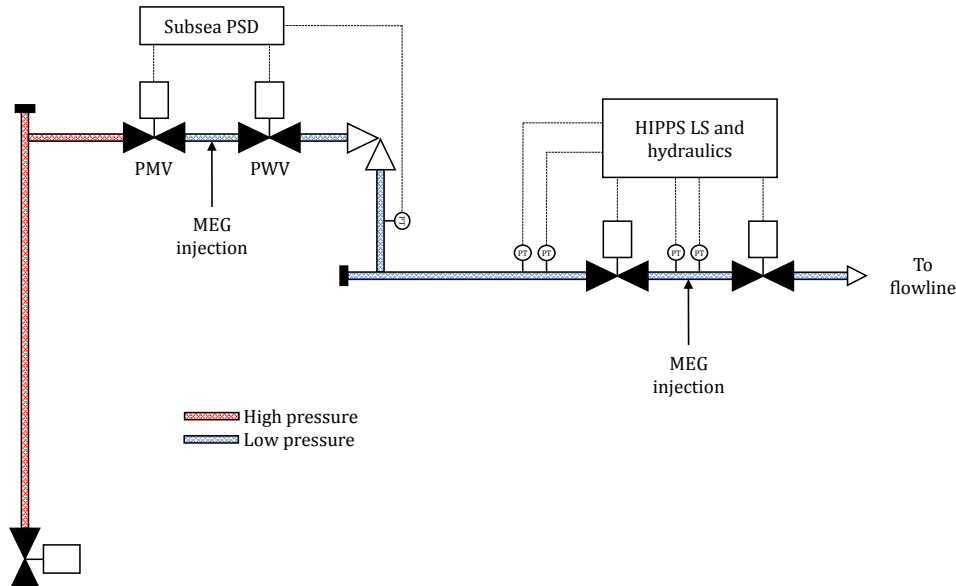 Subsea PSD
PMV
PWV
MEG
injection
PT
HIPPS LS and
hydraulics
PT
PT
PT
PT
To
flowline
MEG
injection
High pressure
Low pressure